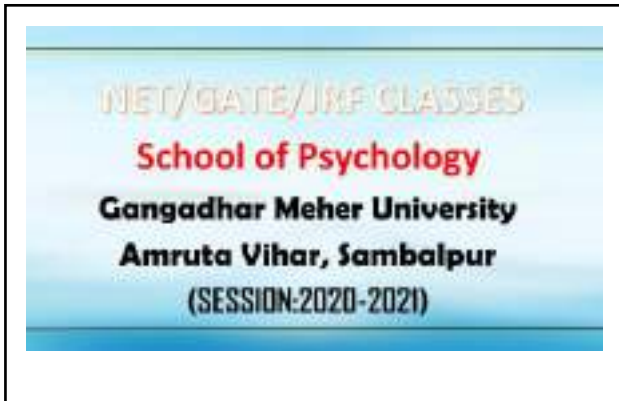 NET/GATE/JRF CLASSES
School of Psychology
Gangadhar Meher University
Amruta Vihar, Sambalpur
(SESSION:2020-2021)